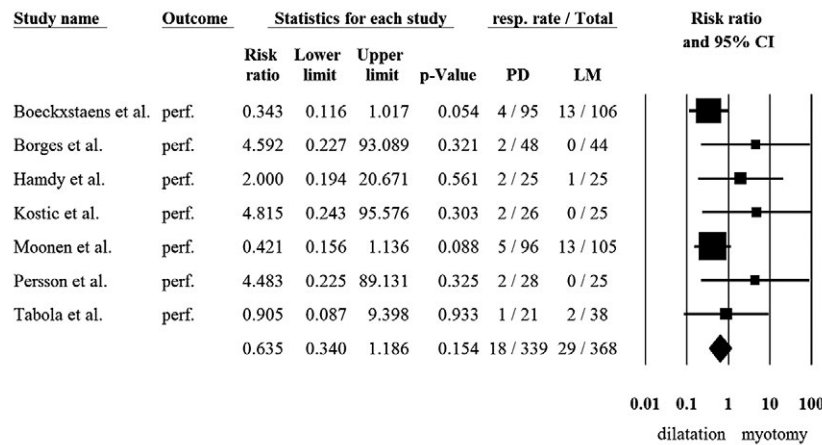 Study name Outcome Statistics for each study resp. rate / Total Risk ratio
and 95% CI
Risk ratio Lower limit Upper limit p-Value PD LM
Boeckxstaens et al. perf. 0.343 0.116 1.017 0.054 4 / 95 13 / 106
Borges et al. perf. 4.592 0.227 93.089 0.321 2 / 48 0 / 44
Hamdy et al. perf. 2.000 0.194 20.671 0.561 2 / 25 1 / 25
Kostic et al. perf. 4.815 0.243 95.576 0.303 2 / 26 0 / 25
Moonen et al. perf. 0.421 0.156 1.136 0.088 5 / 96 13 / 105
Persson et al. perf. 4.483 0.225 89.131 0.325 2 / 28 0 / 25
Tabola et al. perf. 0.905 0.087 9.398 0.933 1 / 21 2 / 38
0.635 0.340 1.186 0.154 18 / 339 29 / 368
0.01 0.1 1 10 100
dilatation myotomy